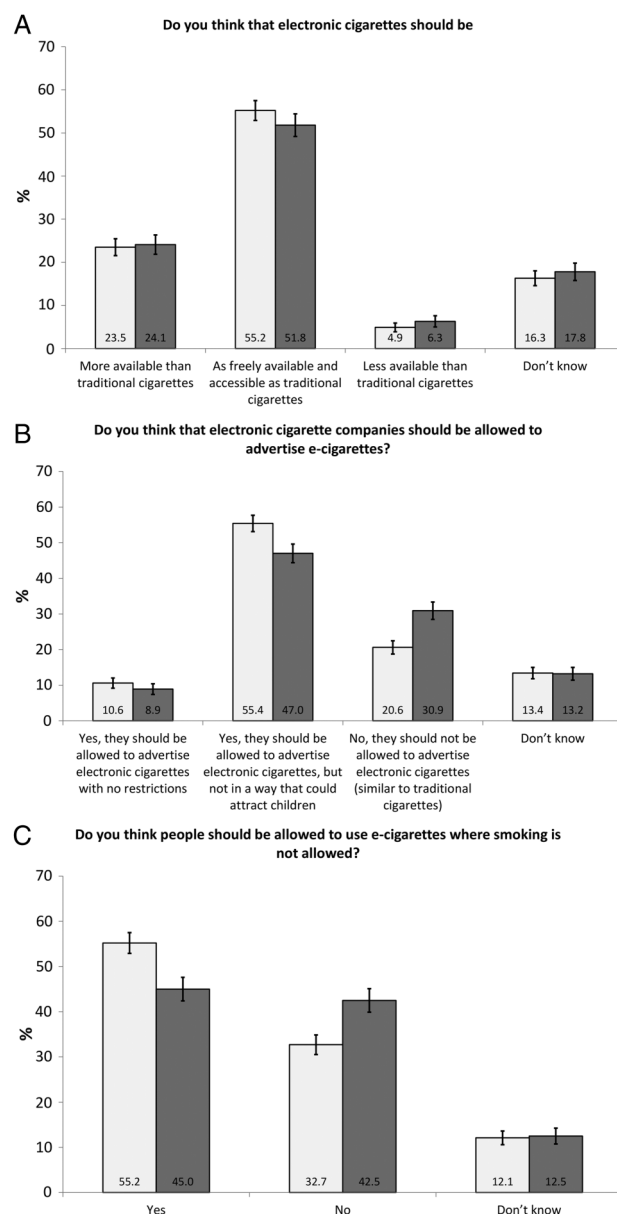 A
Do you think that electronic cigarettes should be
70
60
50
40
30
20
10
0
%
23.5 24.1 55.2 51.8 4.9 6.3 16.3 17.8
More available than As freely available and Less available than Don't know
traditional cigarettes accessible as traditional traditional cigarettes
cigarettes
B
Do you think that electronic cigarette companies should be allowed to
advertise e-cigarettes?
70
60
50
40
30
20
10
0
%
10.6 8.9 55.4 47.0 20.6 30.9 13.4 13.2
Yes, they should be Yes, they should be No, they should not be Don't know
allowed to advertise allowed to advertise allowed to advertise
electronic cigarettes electronic cigarettes, but electronic cigarettes
with no restrictions not in a way that could (similar to traditional
attract children cigarettes)
C
Do you think people should be allowed to use e-cigarettes where smoking is
not allowed?
70
60
50
40
30
20
10
0
%
55.2 45.0 32.7 42.5 12.1 12.5
Yes No Don't know